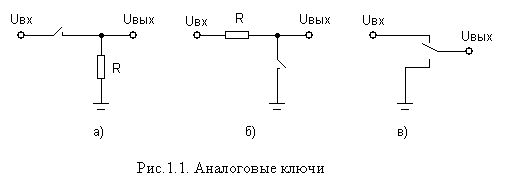 Uвх Uвых Uвх R Uвых Uвх
Uвых
R
а) б) в)
Рис.1.1. Аналоговые ключи